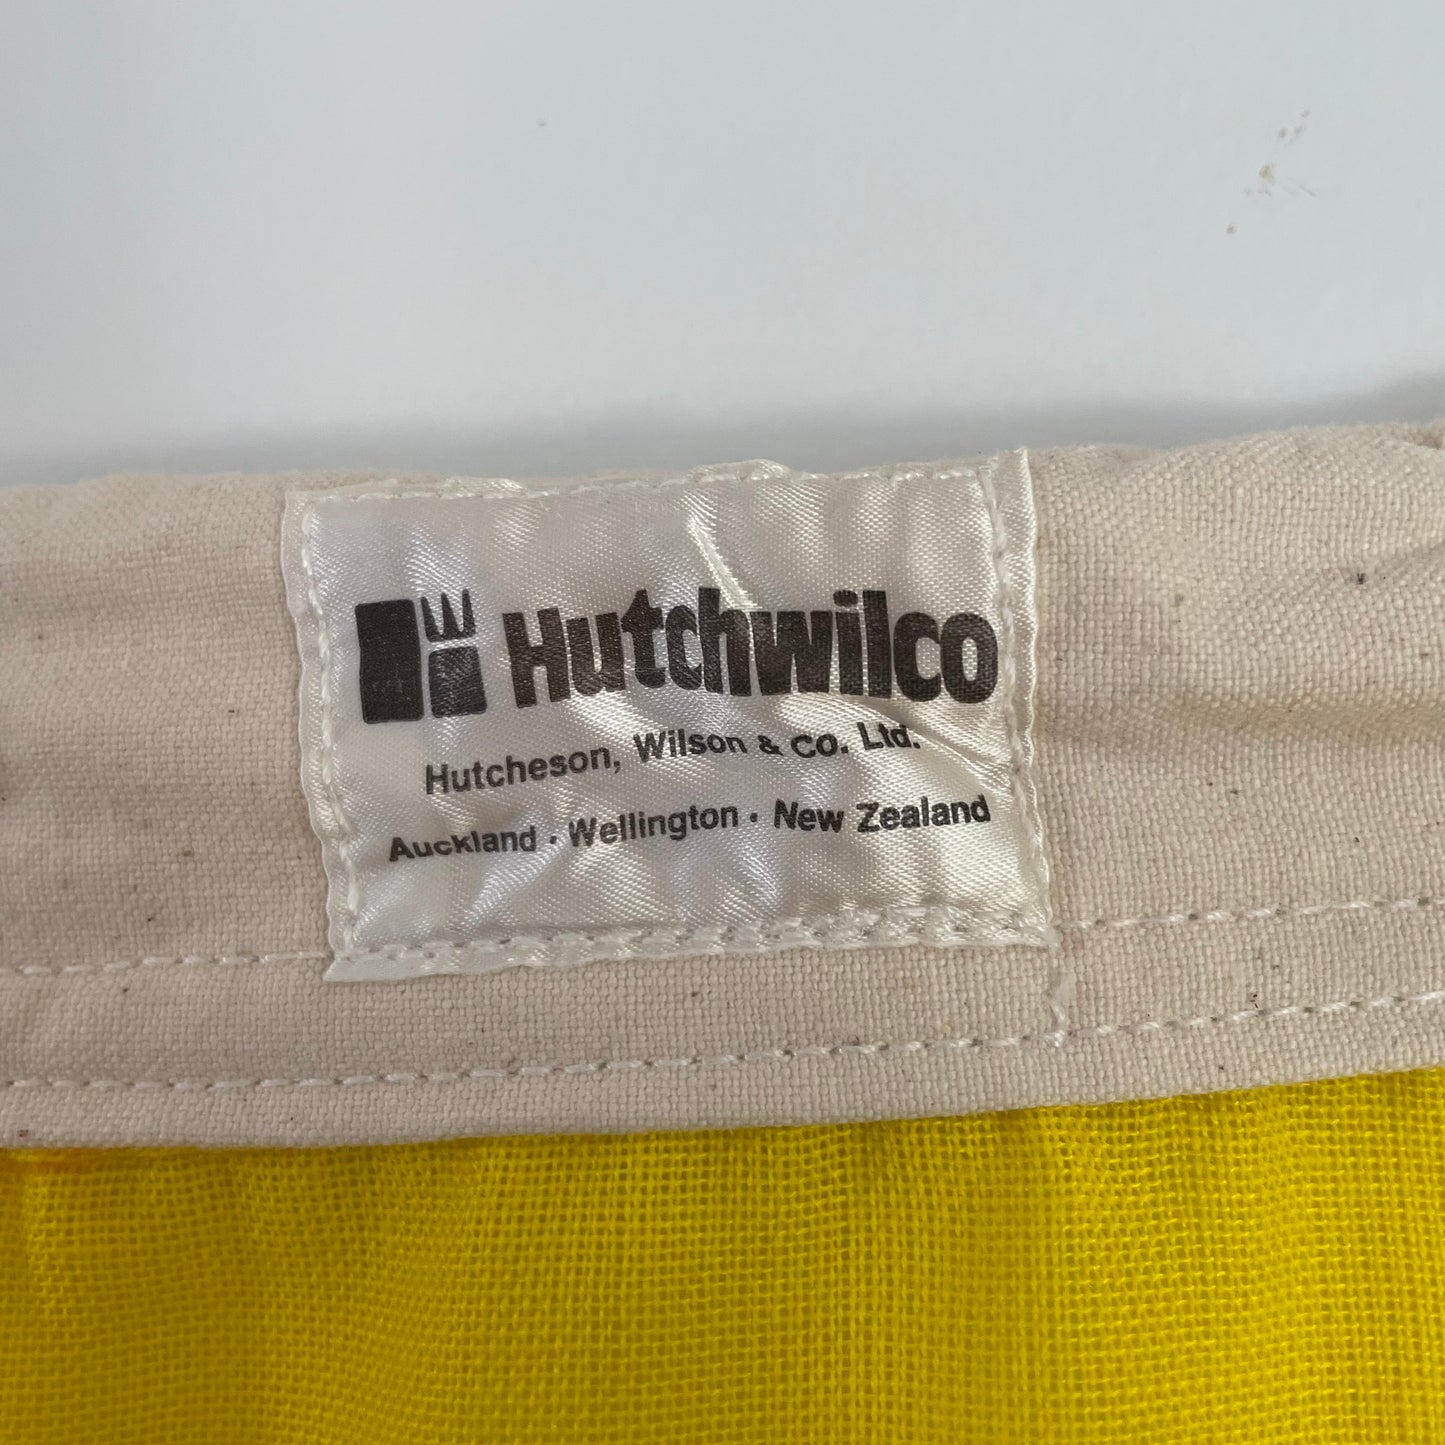 Hutchwilco
Hutcheson, Wilson & Co. Ltd.
Auckland · Wellington · New Zealand